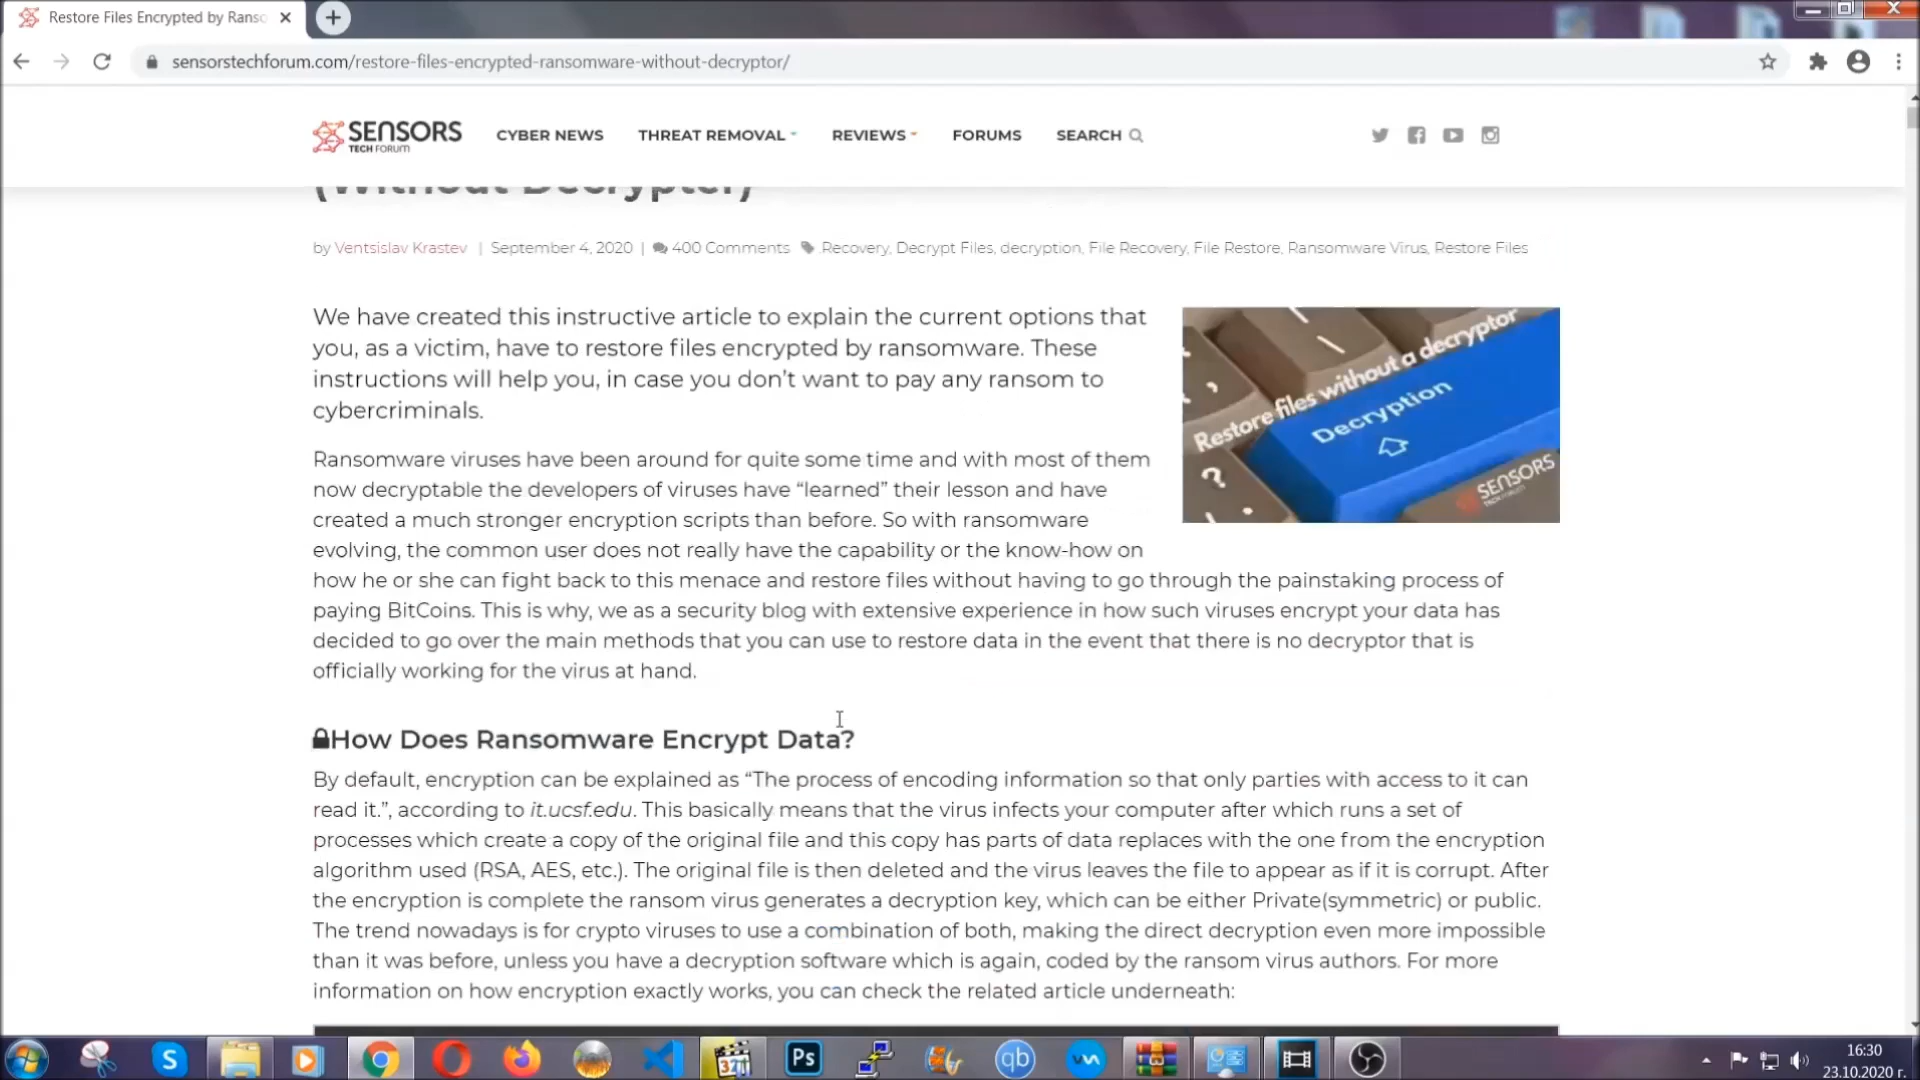 Restore Files Encrypted by Ranso
sensorstechforum.com/restore-files-encrypted-ransomware-without-decryptor/
SENSORS
TECH FORUM
CYBER NEWS
THREAT REMOVAL
REVIEWS
FORUMS
SEARCH
(Without Decrypter)
by Ventsislav Krastev | September 4, 2020 | 400 Comments Recovery, Decrypt Files, decryption, File Recovery, File Restore, Ransomware Virus, Restore Files
We have created this instructive article to explain the current options that
you, as a victim, have to restore files encrypted by ransomware. These
instructions will help you, in case you don’t want to pay any ransom to
cybercriminals.
Restore files without a decryptor
Decryption
SENSORS
Ransomware viruses have been around for quite some time and with most of them
now decryptable the developers of viruses have “learned” their lesson and have
created a much stronger encryption scripts than before. So with ransomware
evolving, the common user does not really have the capability or the know-how on
how he or she can fight back to this menace and restore files without having to go through the painstaking process of
paying BitCoins. This is why, we as a security blog with extensive experience in how such viruses encrypt your data has
decided to go over the main methods that you can use to restore data in the event that there is no decryptor that is
officially working for the virus at hand.
How Does Ransomware Encrypt Data?
By default, encryption can be explained as “The process of encoding information so that only parties with access to it can
read it.”, according to it.ucsf.edu. This basically means that the virus infects your computer after which runs a set of
processes which create a copy of the original file and this copy has parts of data replaces with the one from the encryption
algorithm used (RSA, AES, etc.). The original file is then deleted and the virus leaves the file to appear as if it is corrupt. After
the encryption is complete the ransom virus generates a decryption key, which can be either Private(symmetric) or public.
The trend nowadays is for crypto viruses to use a combination of both, making the direct decryption even more impossible
than it was before, unless you have a decryption software which is again, coded by the ransom virus authors. For more
information on how encryption exactly works, you can check the related article underneath:
S
Ps
qb
16:30
23.10.2020 г.